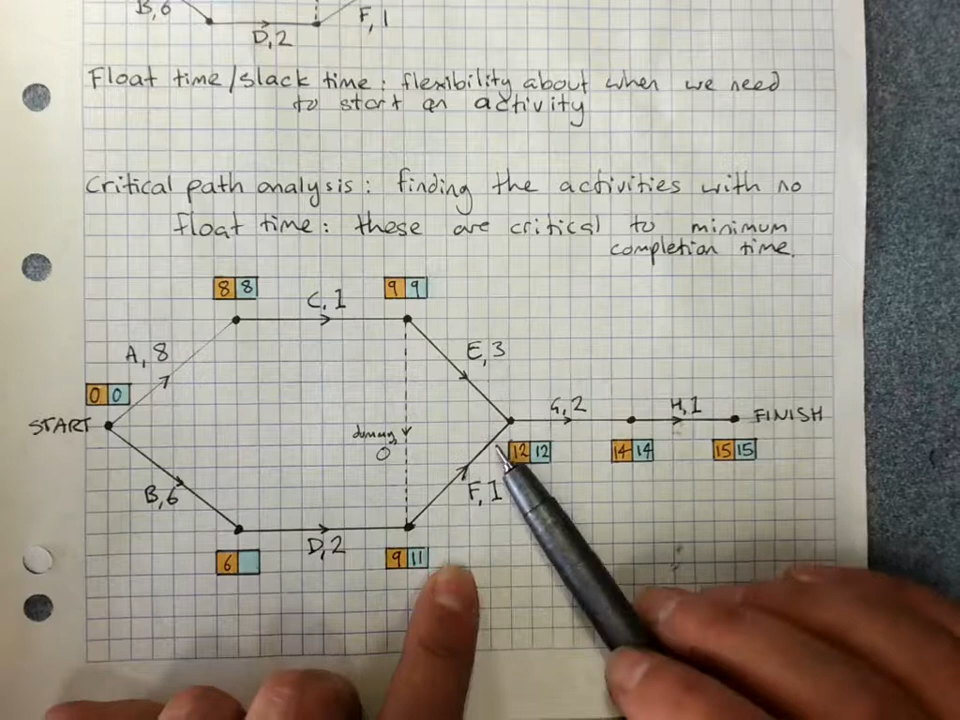 B,6
D,2
F,1
Float time/slack time: flexibility about when we need
to start an activity
Critical path analysis: finding the activities with no
float time: these are critical to minimum
completion time.
8 8
C,1
9 9
A,8
E,3
0 0
START
G,2
H,1
FINISH
dummy
0
12 12
14 14
15 15
B,6
F,1
D,2
6
9 11